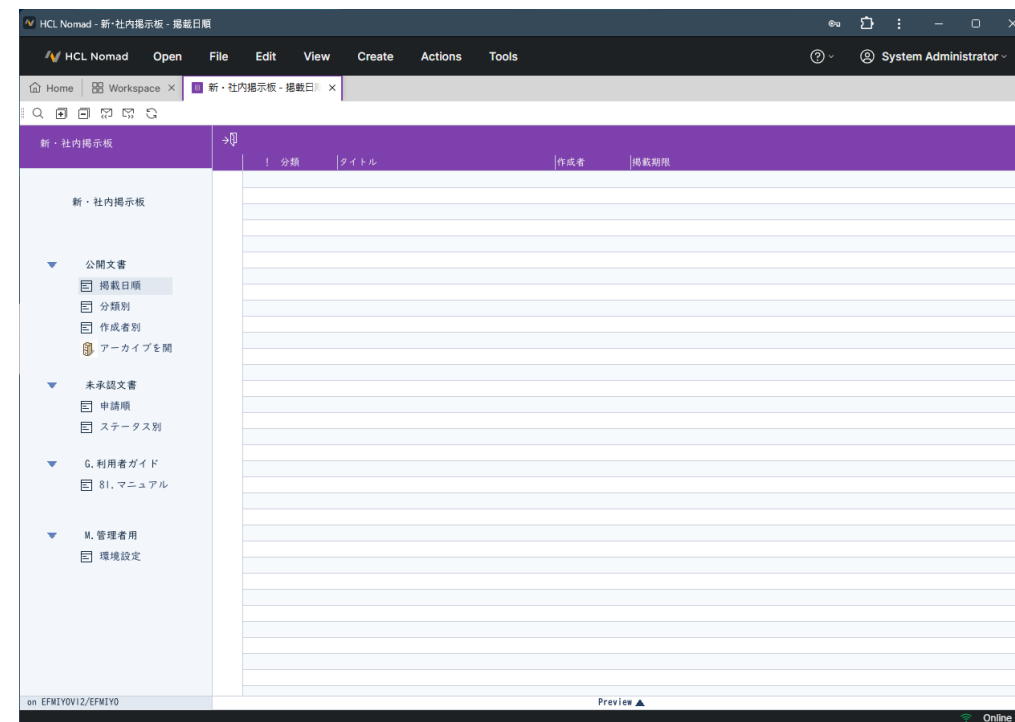 HCL Nomad - 新・社内掲示板 - 掲載日順
HCL Nomad Open File Edit View Create Actions Tools System Administrator
Home Workspace 新・社内掲示板 - 掲載日
新・社内掲示板
! 分類 タイトル 作成者 掲載期限
新・社内掲示板
公開文書
掲載日順
分類別
作成者別
アーカイブを開
未承認文書
申請順
ステータス別
G.利用者ガイド
81.マニュアル
M.管理者用
環境設定
on EFMIYOV12/EFMIYO
Preview
Online